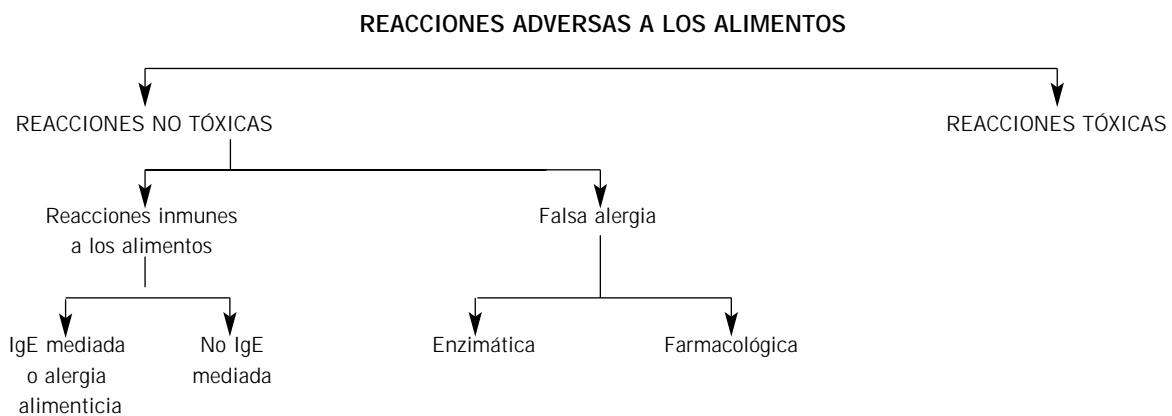 REACCIONES ADVERSAS A LOS ALIMENTOS
REACCIONES NO TÓXICAS
REACCIONES TÓXICAS
Reacciones inmunes
a los alimentos
Falsa alergia
IgE mediada
o alergia
alimenticia
No IgE
mediada
Enzimática
Farmacológica